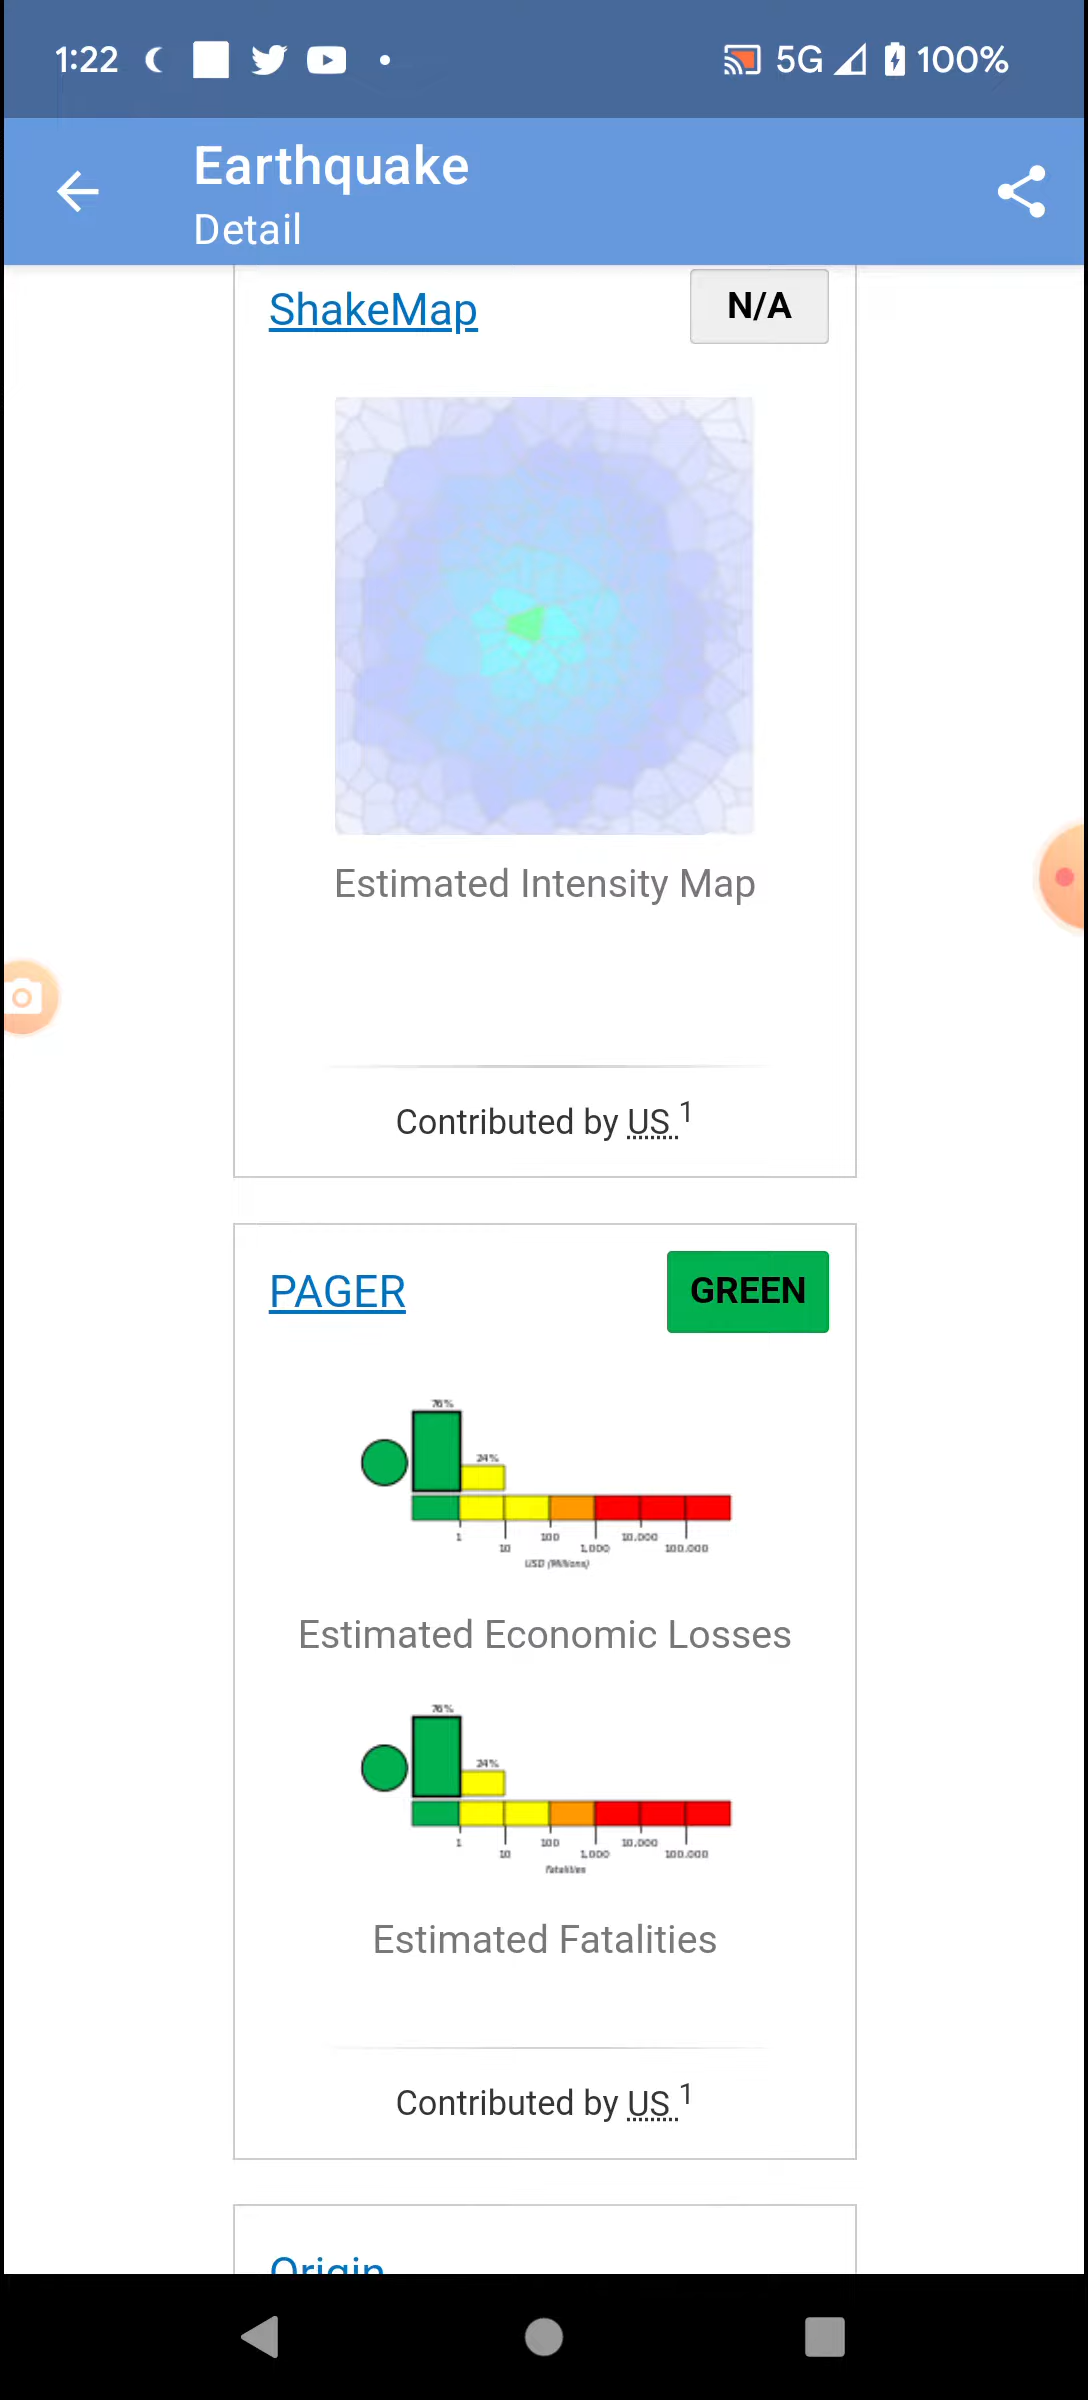 1:22
5G
100%
Earthquake
Detail
ShakeMap
N/A
Estimated Intensity Map
Contributed by US 1
PAGER
GREEN
76%
24%
1
100
10,000
10
1,000
100,000
USD (Millions)
Estimated Economic Losses
76%
24%
1
100
10,000
10
1,000
100,000
Fatalities
Estimated Fatalities
Contributed by US 1
Origin